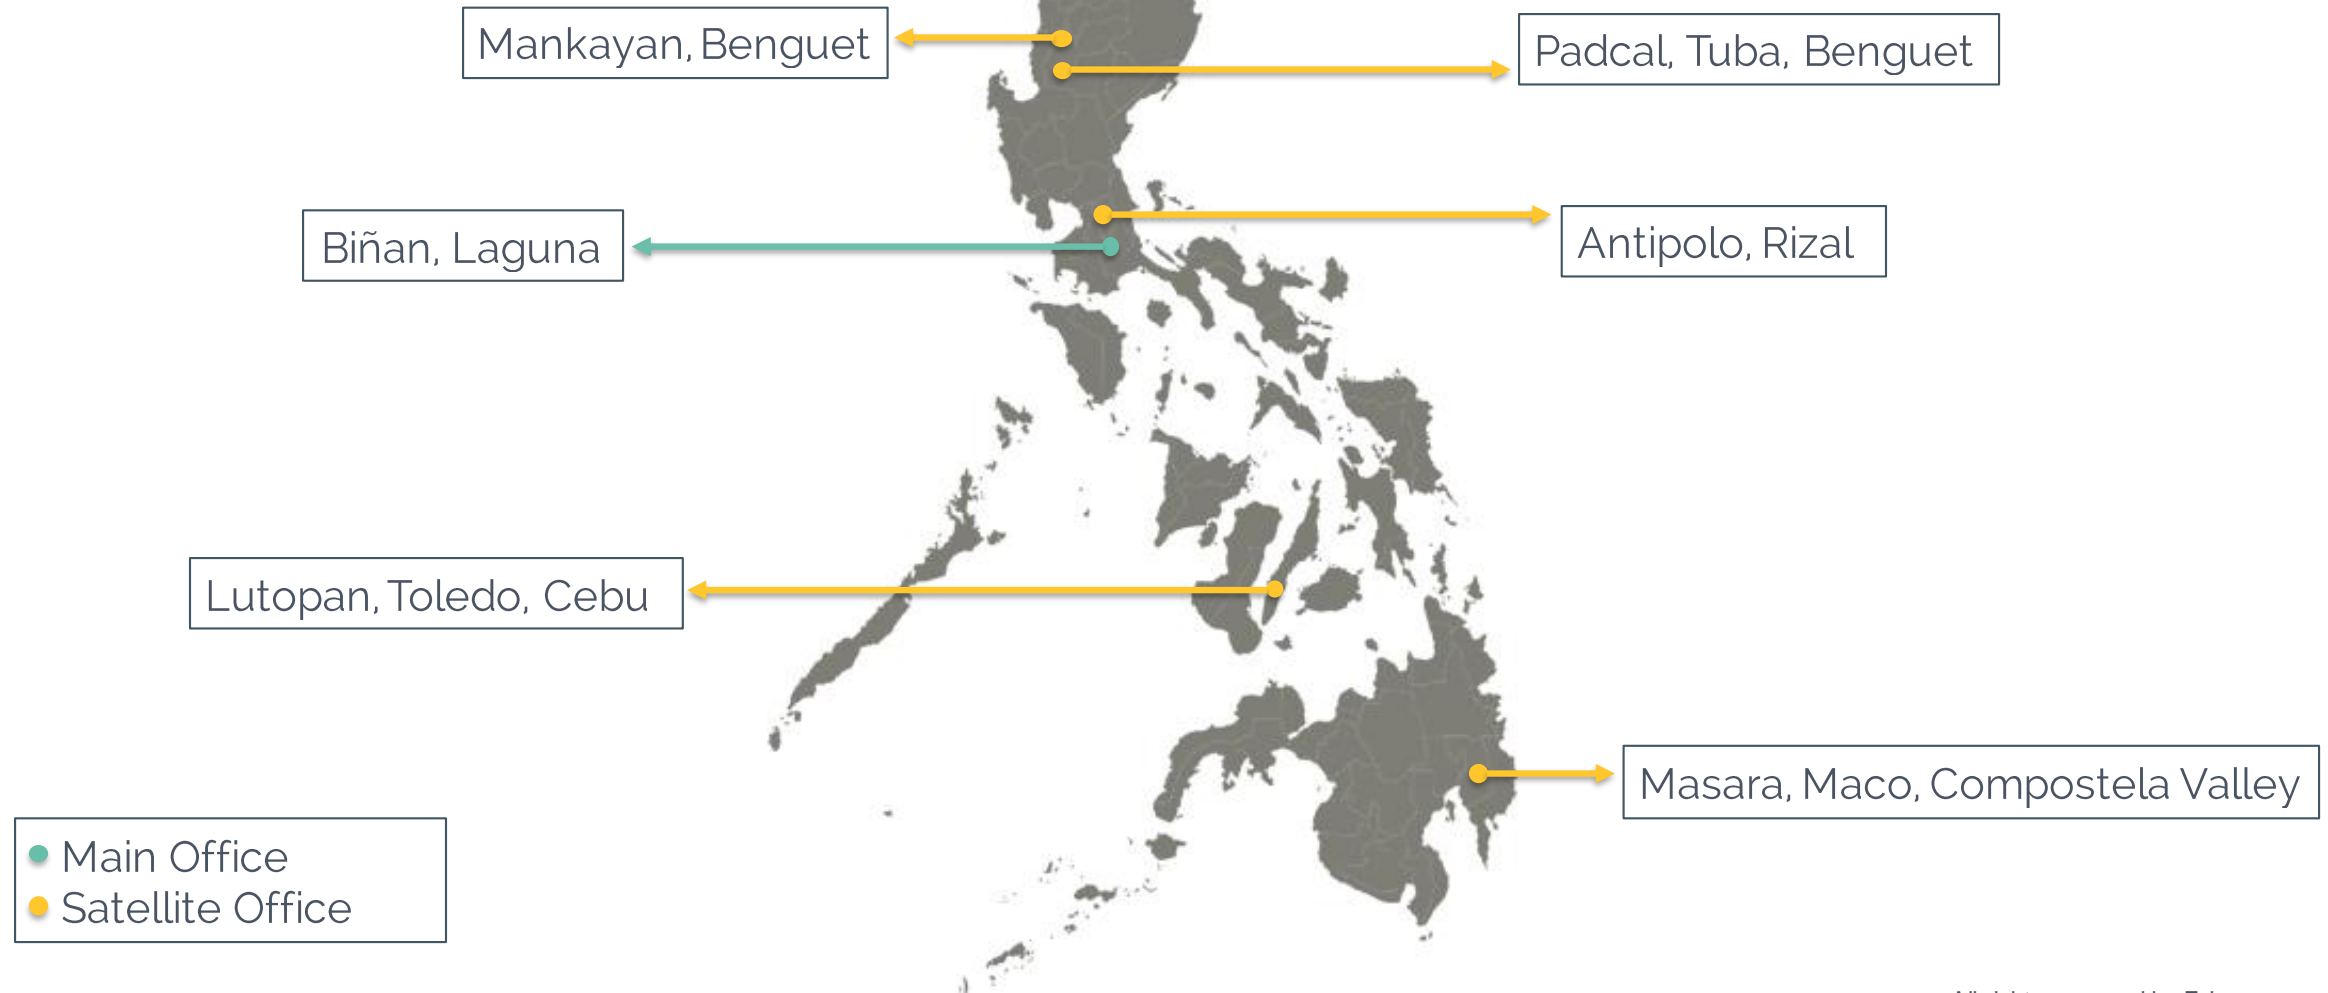 Mankayan, Benguet
Padcal, Tuba, Benguet
Antipolo, Rizal
Biñan, Laguna
Lutopan, Toledo, Cebu
Masara, Maco, Compostela Valley
Main Office
Satellite Office